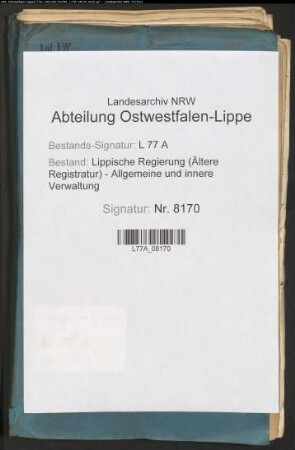 Landesarchiv NRW
Abteilung Ostwestfalen-Lippe
Bestands-Signatur: L 77 A
Bestand: Lippische Regierung (Ältere
Registratur) - Allgemeine und innere
Verwaltung
Signatur: Nr. 8170
L77A_08170